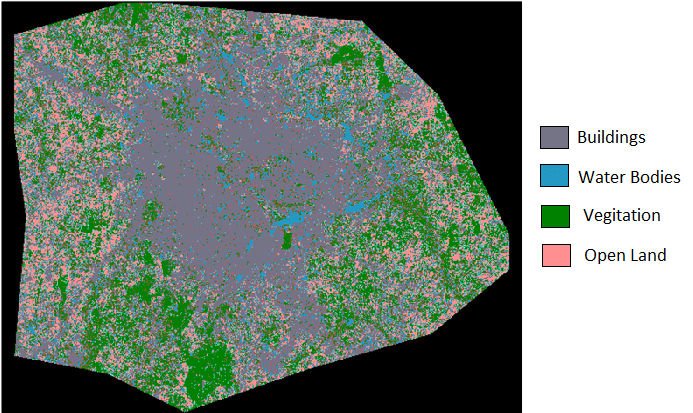 Buildings
Water Bodies
Vegitation
Open Land